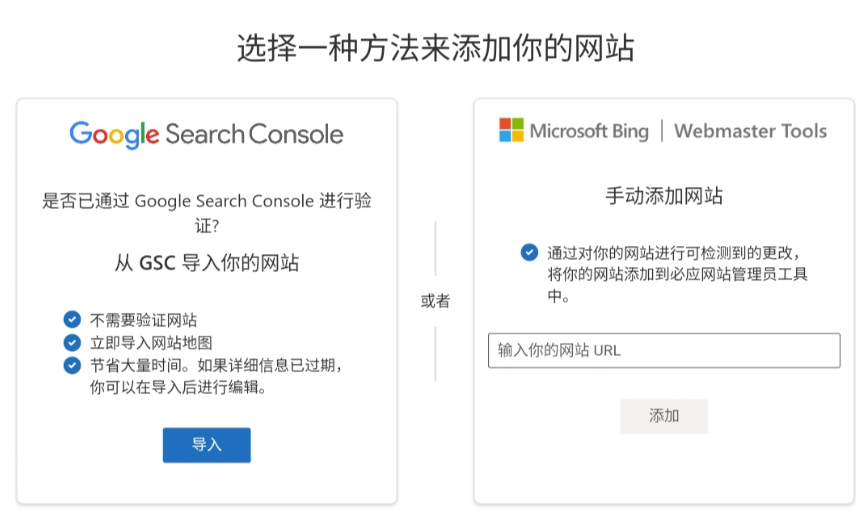 选择一种方法来添加你的网站
Google Search Console
是否已通过 Google Search Console 进行验
证?
从 GSC 导入你的网站
不需要验证网站
立即导入网站地图
节省大量时间。如果详细信息已过期，
你可以在导入后进行编辑。
导入
或者
Microsoft Bing | Webmaster Tools
手动添加网站
通过对你的网站进行可检测到的更改，
将你的网站添加到必应网站管理员工具
中。
输入你的网站 URL
添加